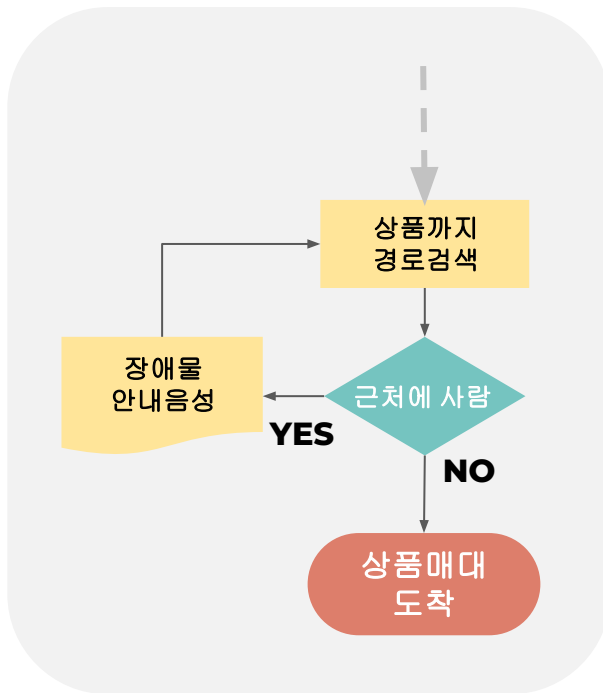 상품까지
경로검색
장애물
안내음성
근처에 사람
YES
NO
상품매대
도착